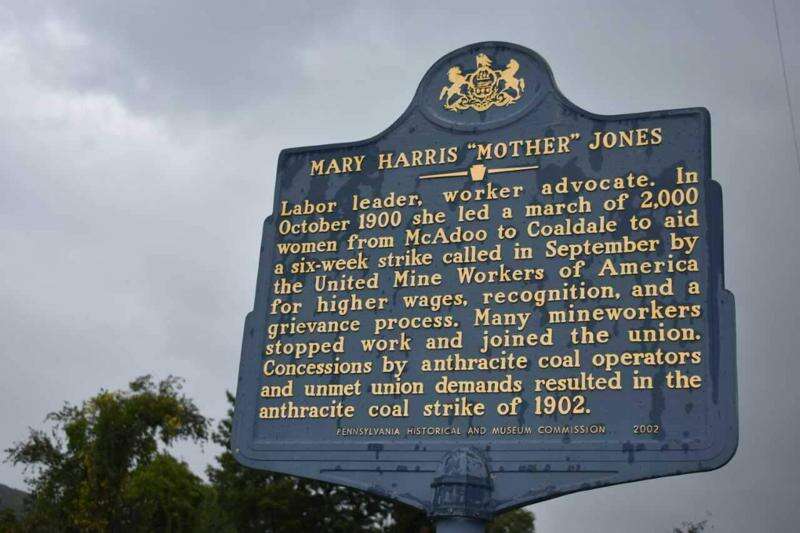 MARY HARRIS "MOTHER" JONES
Labor leader, worker advocate. In
October 1900 she led a march of 2,000
women from McAdoo to Coaldale to aid
a six-week strike called in September by
the United Mine Workers of America
for higher wages, recognition, and a
grievance process. Many mineworkers
stopped work and joined the union.
Concessions by anthracite coal operators
and unmet union demands resulted in the
anthracite coal strike of 1902.
PENNSYLVANIA HISTORICAL AND MUSEUM COMMISSION 2002